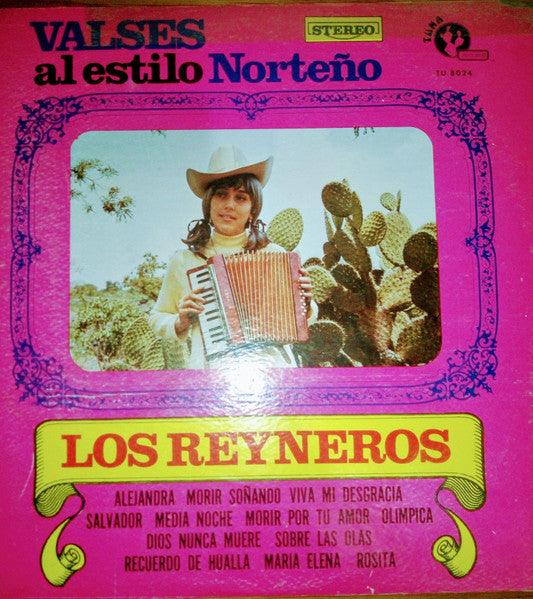 VALSES
al estilo Norteño
STEREO
TUNA
TU 8024
LOS REYNEROS
ALEJANDRA MORIR SOÑANDO VIVA MI DESGRACIA
SALVADOR MEDIA NOCHE MORIR POR TU AMOR OLIMPICA
DIOS NUNCA MUERE SOBRE LAS OLAS
RECUERDO DE HUALLA MARIA ELENA ROSITA